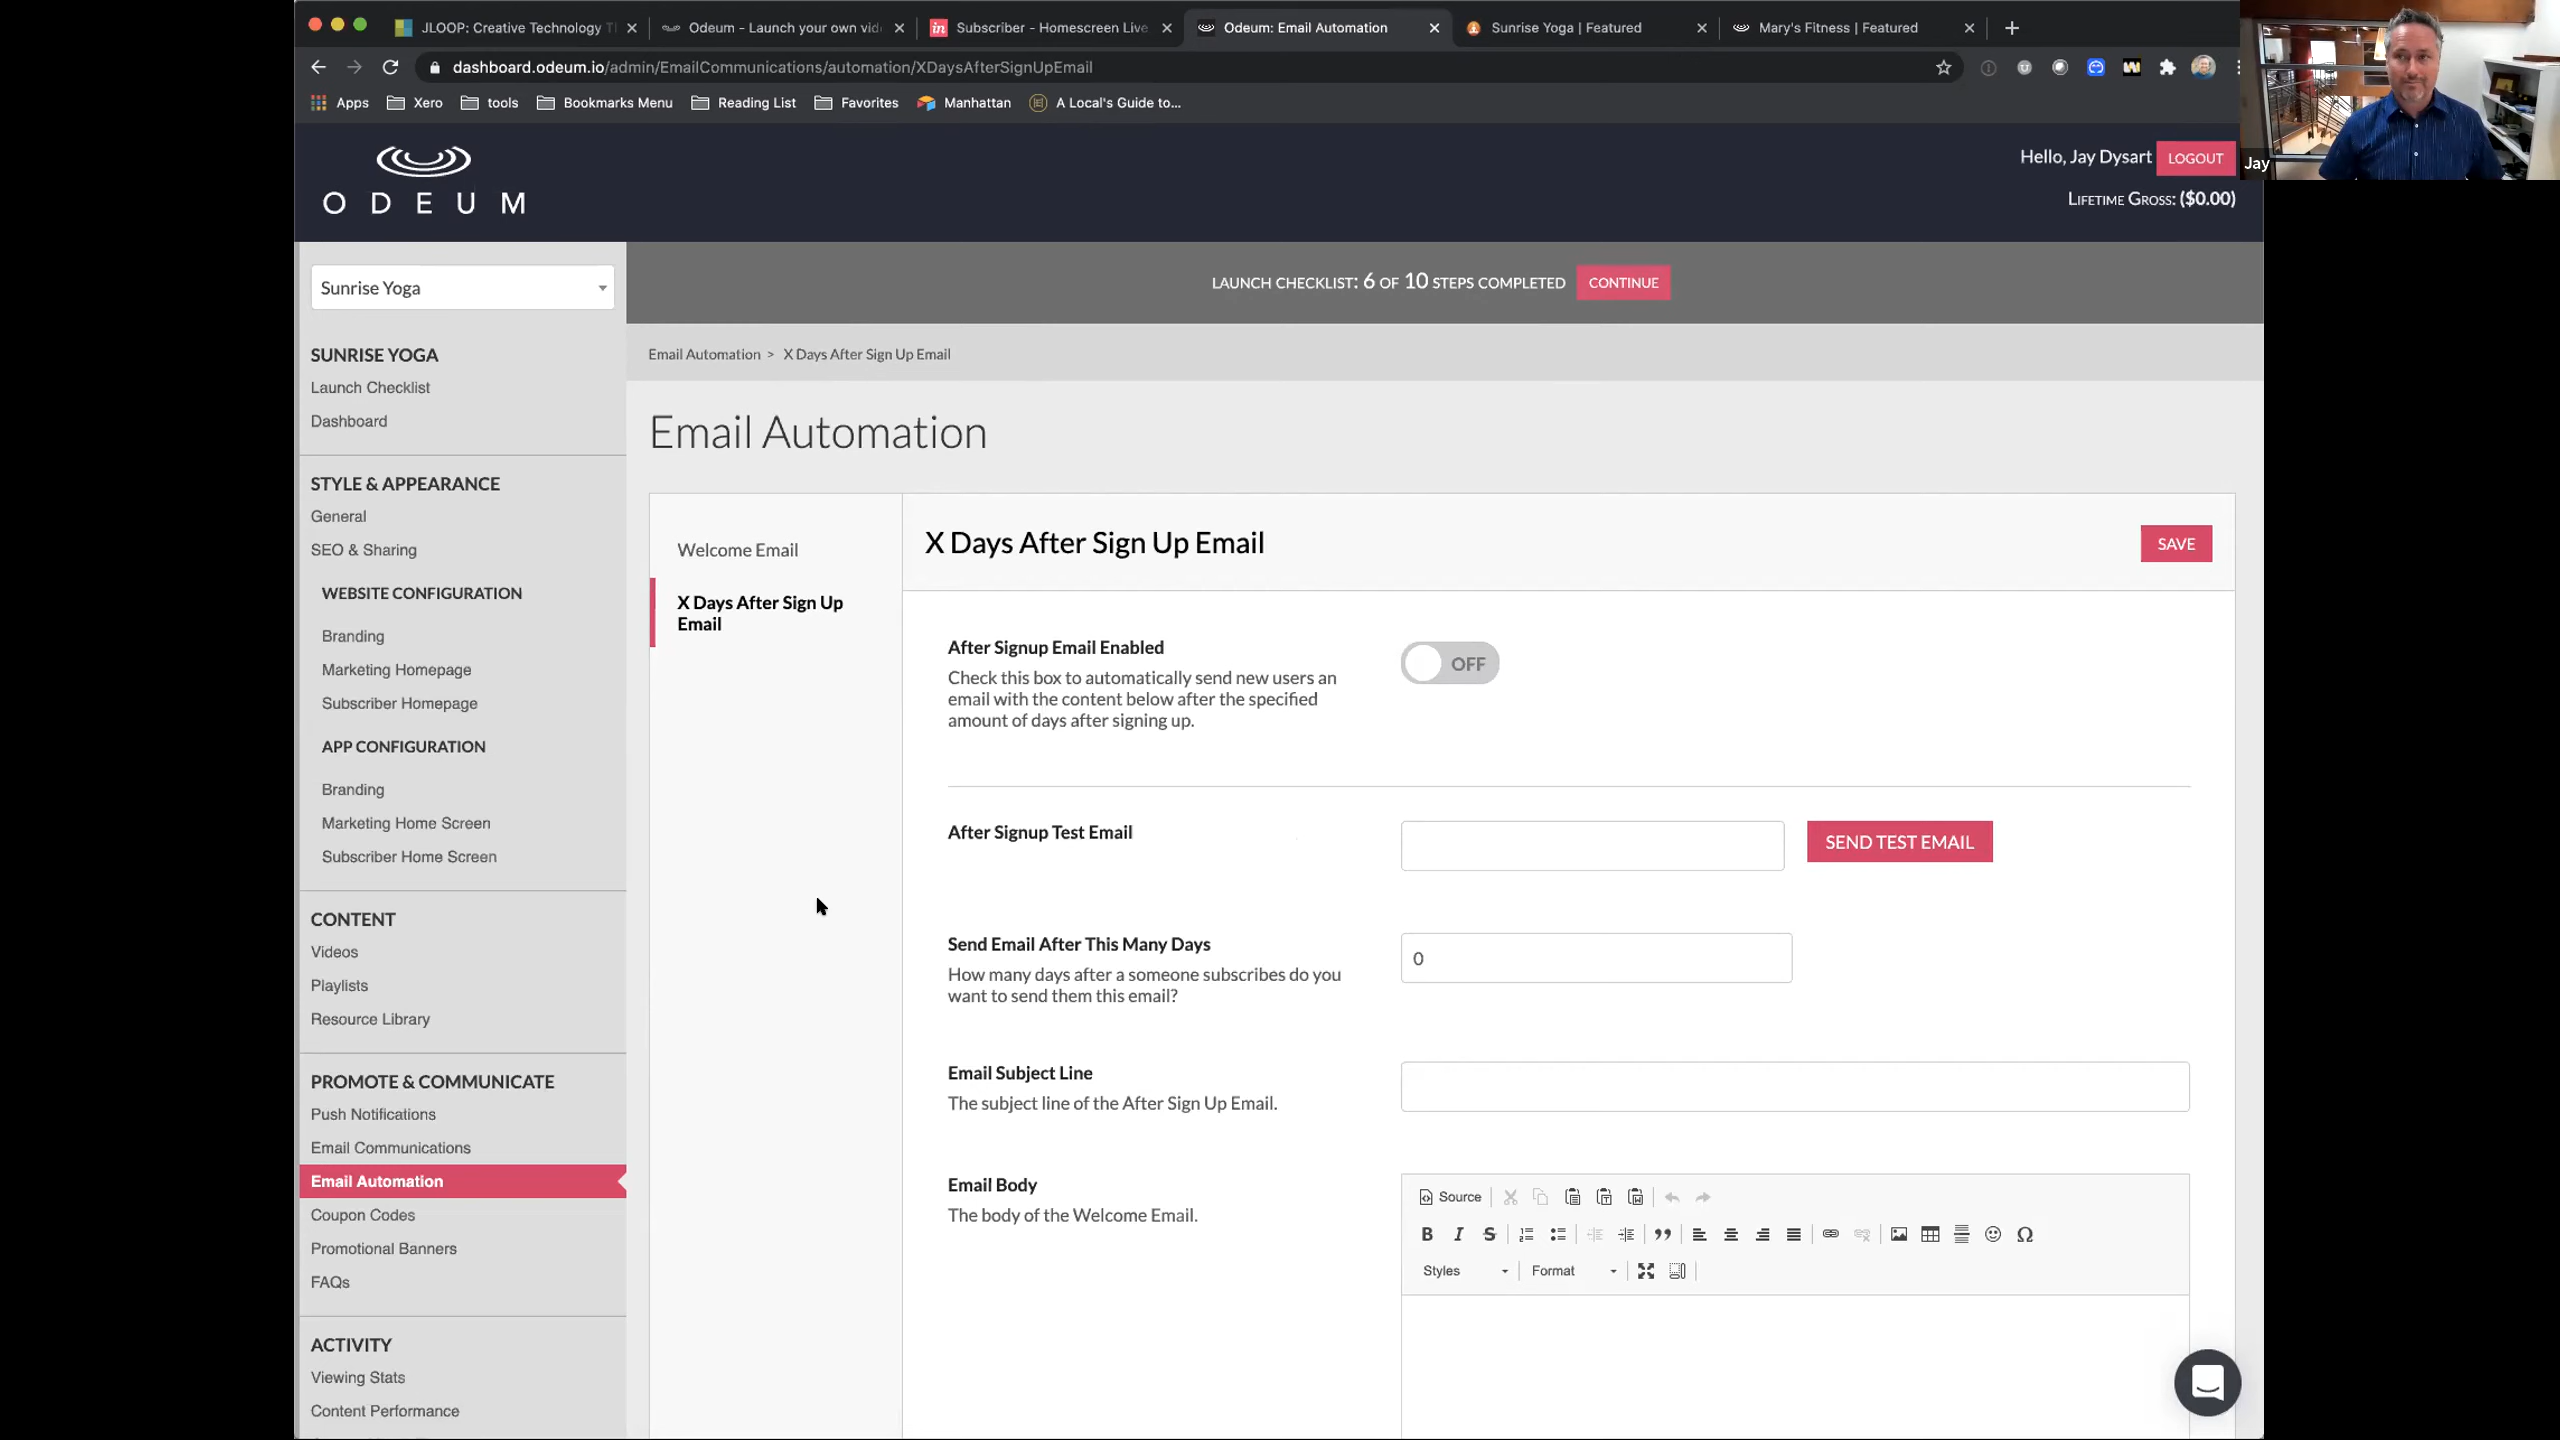 JLOOP: Creative Technology T
Odeum - Launch your own vid
Subscriber - Homescreen Live
Odeum: Email Automation
Sunrise Yoga | Featured
Mary's Fitness | Featured
dashboard.odeum.io/admin/EmailCommunications/automation/XDaysAfterSignUpEmail
Apps
Xero
tools
Bookmarks Menu
Reading List
Favorites
Manhattan
A Local's Guide to...
ODEUM
Hello, Jay Dysart
LOGOUT
Jay
LIFETIME GROSS: ($0.00)
Sunrise Yoga
LAUNCH CHECKLIST: 6 OF 10 STEPS COMPLETED
CONTINUE
SUNRISE YOGA
Launch Checklist
Dashboard
STYLE & APPEARANCE
General
SEO & Sharing
WEBSITE CONFIGURATION
Branding
Marketing Homepage
Subscriber Homepage
APP CONFIGURATION
Branding
Marketing Home Screen
Subscriber Home Screen
CONTENT
Videos
Playlists
Resource Library
PROMOTE & COMMUNICATE
Push Notifications
Email Communications
Email Automation
Coupon Codes
Promotional Banners
FAQs
ACTIVITY
Viewing Stats
Content Performance
Email Automation > X Days After Sign Up Email
Email Automation
Welcome Email
X Days After Sign Up
Email
X Days After Sign Up Email
SAVE
After Signup Email Enabled
Check this box to automatically send new users an
email with the content below after the specified
amount of days after signing up.
OFF
After Signup Test Email
SEND TEST EMAIL
Send Email After This Many Days
How many days after a someone subscribes do you
want to send them this email?
0
Email Subject Line
The subject line of the After Sign Up Email.
Email Body
The body of the Welcome Email.
Source
Styles
Format